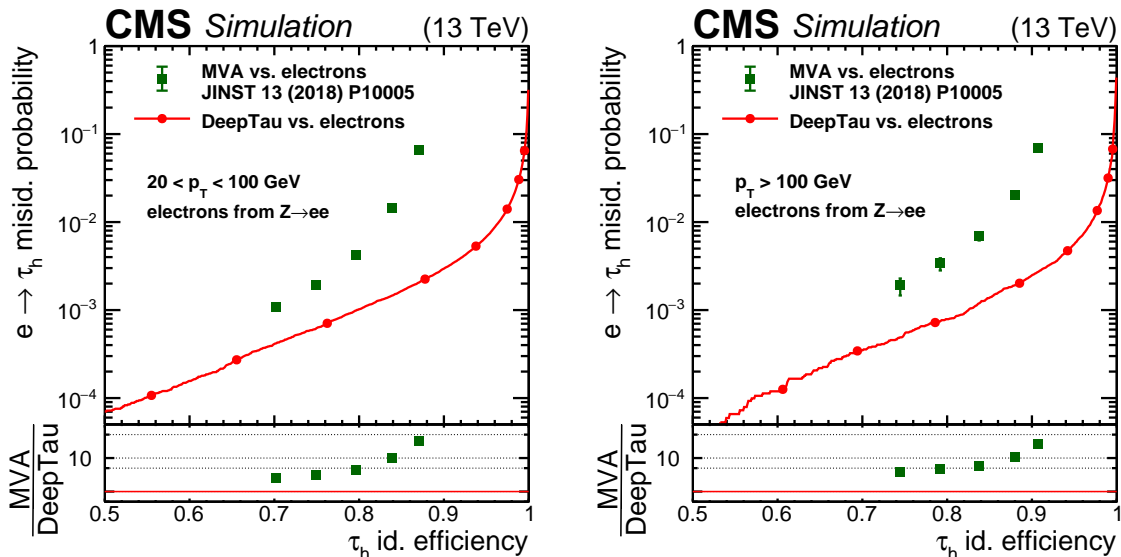 CMS Simulation (13 TeV)
e → τh misid. probability
1
10−1
10−2
10−3
10−4
MVA vs. electrons
JINST 13 (2018) P10005
DeepTau vs. electrons
20 < pT < 100 GeV
electrons from Z→ee
MVA
DeepTau
10
0.5 0.6 0.7 0.8 0.9 1
τh id. efficiency
CMS Simulation (13 TeV)
e → τh misid. probability
1
10−1
10−2
10−3
10−4
MVA vs. electrons
JINST 13 (2018) P10005
DeepTau vs. electrons
pT > 100 GeV
electrons from Z→ee
MVA
DeepTau
10
0.5 0.6 0.7 0.8 0.9 1
τh id. efficiency